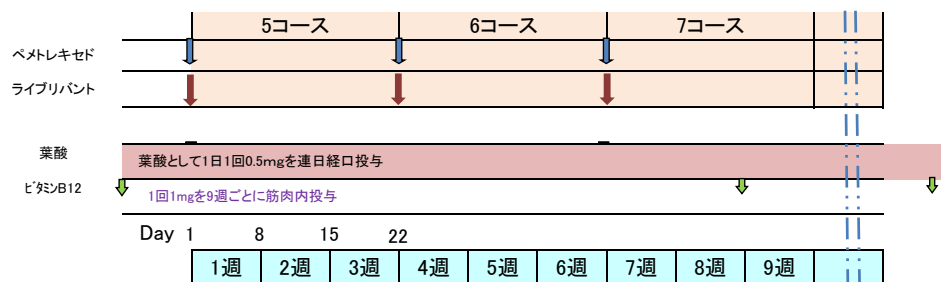 5コース 6コース 7コース
ペメトレキセド
ライブリバント
葉酸 葉酸として1日1回0.5mgを連日経口投与
ビタミンB12 1回1mgを9週ごとに筋肉内投与
Day 1 8 15 22
1週 2週 3週 4週 5週 6週 7週 8週 9週